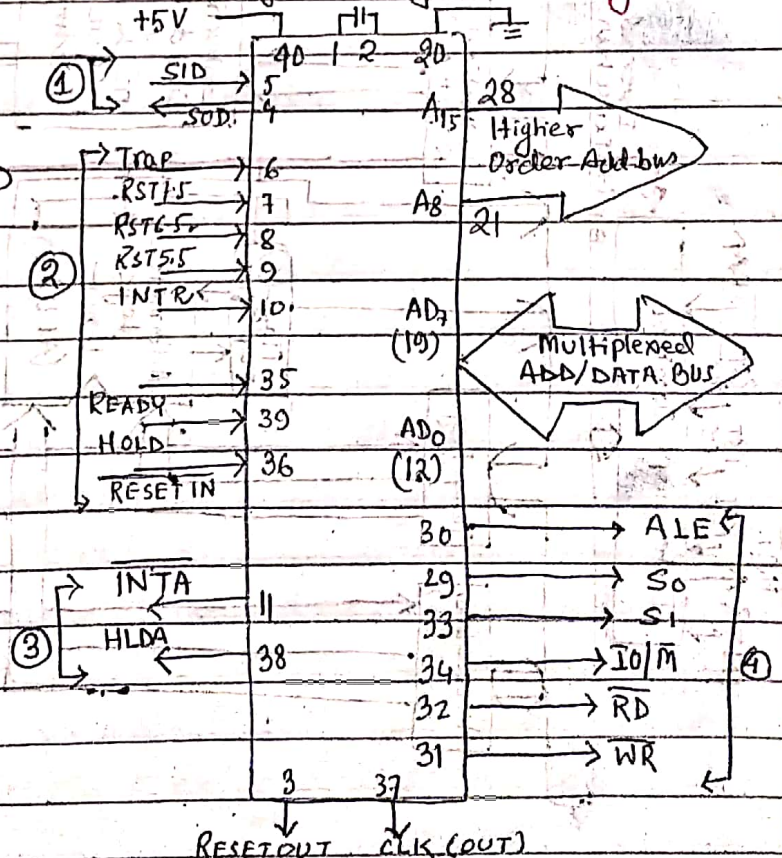 +5V
40 1 2 20
① SID 5
SOD 4
A15 28
Higher
Order Add bus
Trap 6
RST7.5 7
A8 21
RST6.5 8
② RST5.5 9
INTR 10
AD7
(19)
Multiplexed
ADD/DATA BUS
35
READY
39
HOLD
AD0
36
(12)
RESET IN
30 ALE
INTA
29 S0
11
33 S1
③ HLDA
38
34 IO/M ④
32 RD
31 WR
3 37
RESET OUT CLK (OUT)